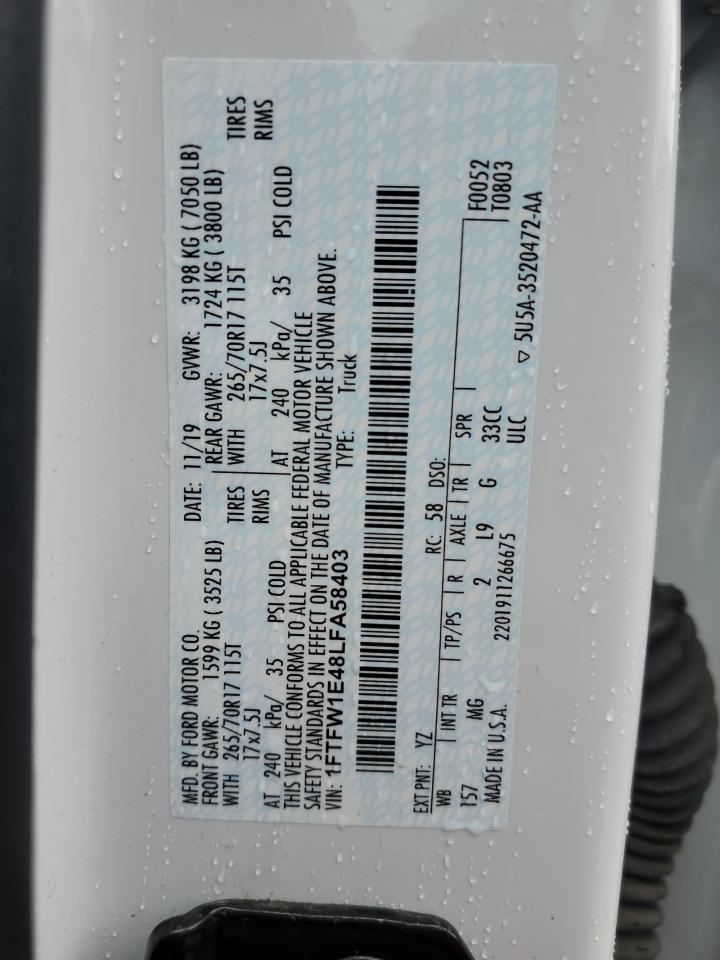 MFD. BY FORD MOTOR CO.
DATE: 11/19 GVWR: 3198 KG ( 7050 LB)
FRONT GAWR: 1599 KG ( 3525 LB) REAR GAWR: 1724 KG ( 3800 LB)
WITH 265/70R17 115T TIRES WITH 265/70R17 115T TIRES
17x7.5J RIMS 17x7.5J RIMS
AT 240 kPa/ 35 PSI COLD AT 240 kPa/ 35 PSI COLD
THIS VEHICLE CONFORMS TO ALL APPLICABLE FEDERAL MOTOR VEHICLE
SAFETY STANDARDS IN EFFECT ON THE DATE OF MANUFACTURE SHOWN ABOVE.
VIN: 1FTFW1E48LFA58403 TYPE: Truck
EXT PNT: YZ RC: 58 DSO: F0052
WB INT TR TP/PS R AXLE TR SPR T0803
157 MG 2 L9 G 33CC
MADE IN U.S.A. 2201911266675 ULC ▽ 5U5A-3520472-AA